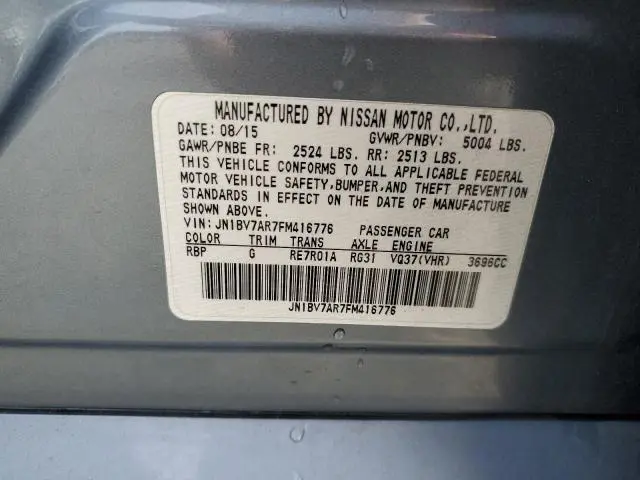 MANUFACTURED BY NISSAN MOTOR CO.,LTD.
DATE: 08/15 GVWR/PNBV: 5004 LBS.
GAWR/PNBE FR: 2524 LBS. RR: 2513 LBS.
THIS VEHICLE CONFORMS TO ALL APPLICABLE FEDERAL
MOTOR VEHICLE SAFETY,BUMPER,AND THEFT PREVENTION
STANDARDS IN EFFECT ON THE DATE OF MANUFACTURE
SHOWN ABOVE.
VIN:JN1BV7AR7FM416776 PASSENGER CAR
COLOR TRIM TRANS AXLE ENGINE
RBP G RE7R01A RG31 VQ37(VHR) 3696CC
JN1BV7AR7FM416776